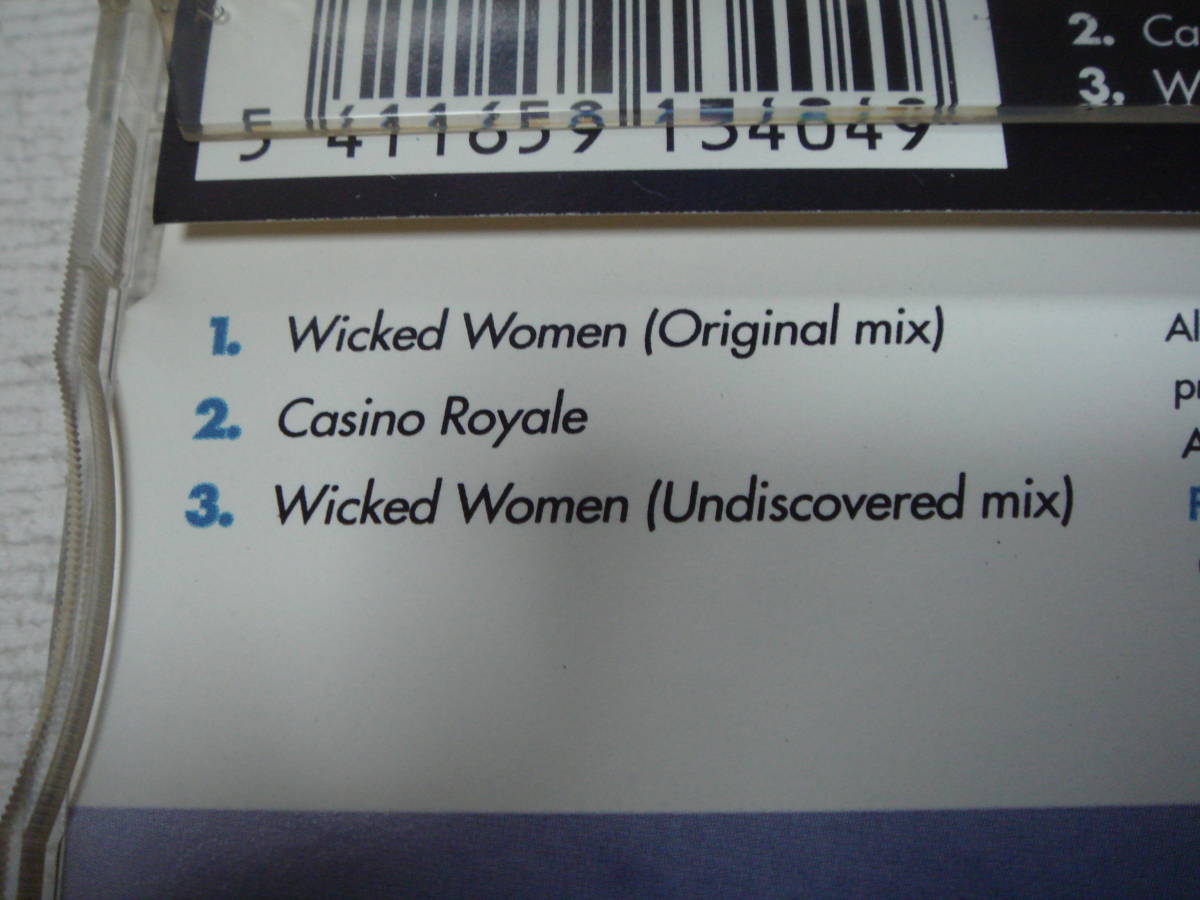 2. Ca
3. W
5 411659 134049
1. Wicked Women (Original mix)
2. Casino Royale
3. Wicked Women (Undiscovered mix)
Al